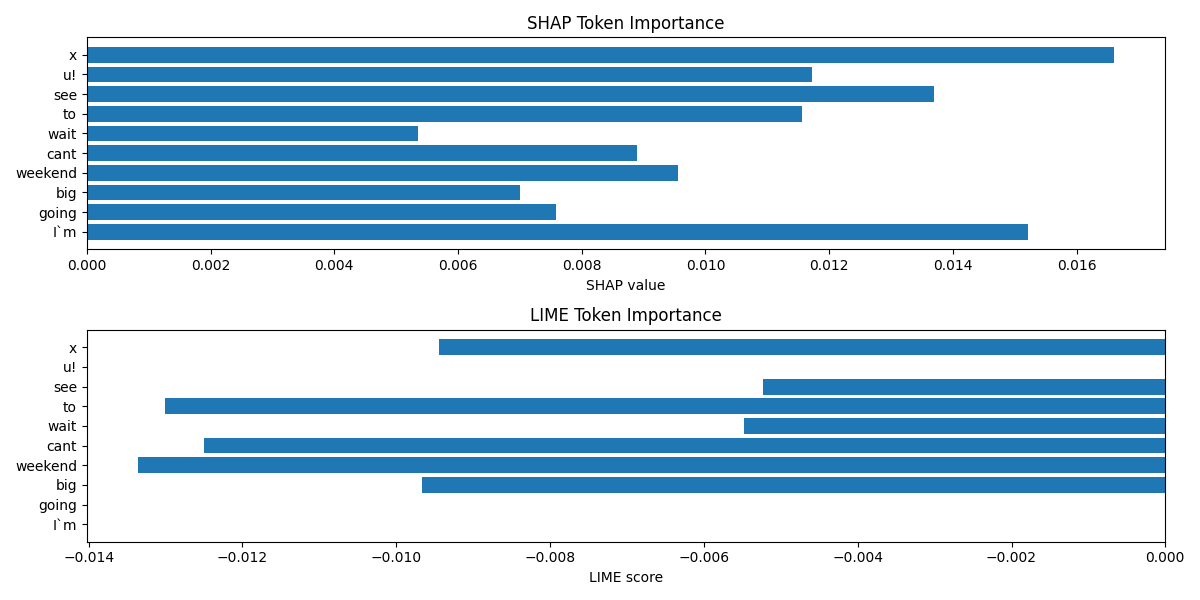 SHAP Token Importance
x
u!
see
to
wait
cant
weekend
big
going
I`m
0.000 0.002 0.004 0.006 0.008 0.010 0.012 0.014 0.016
SHAP value
LIME Token Importance
x
u!
see
to
wait
cant
weekend
big
going
I`m
−0.014 −0.012 −0.010 −0.008 −0.006 −0.004 −0.002 0.000
LIME score